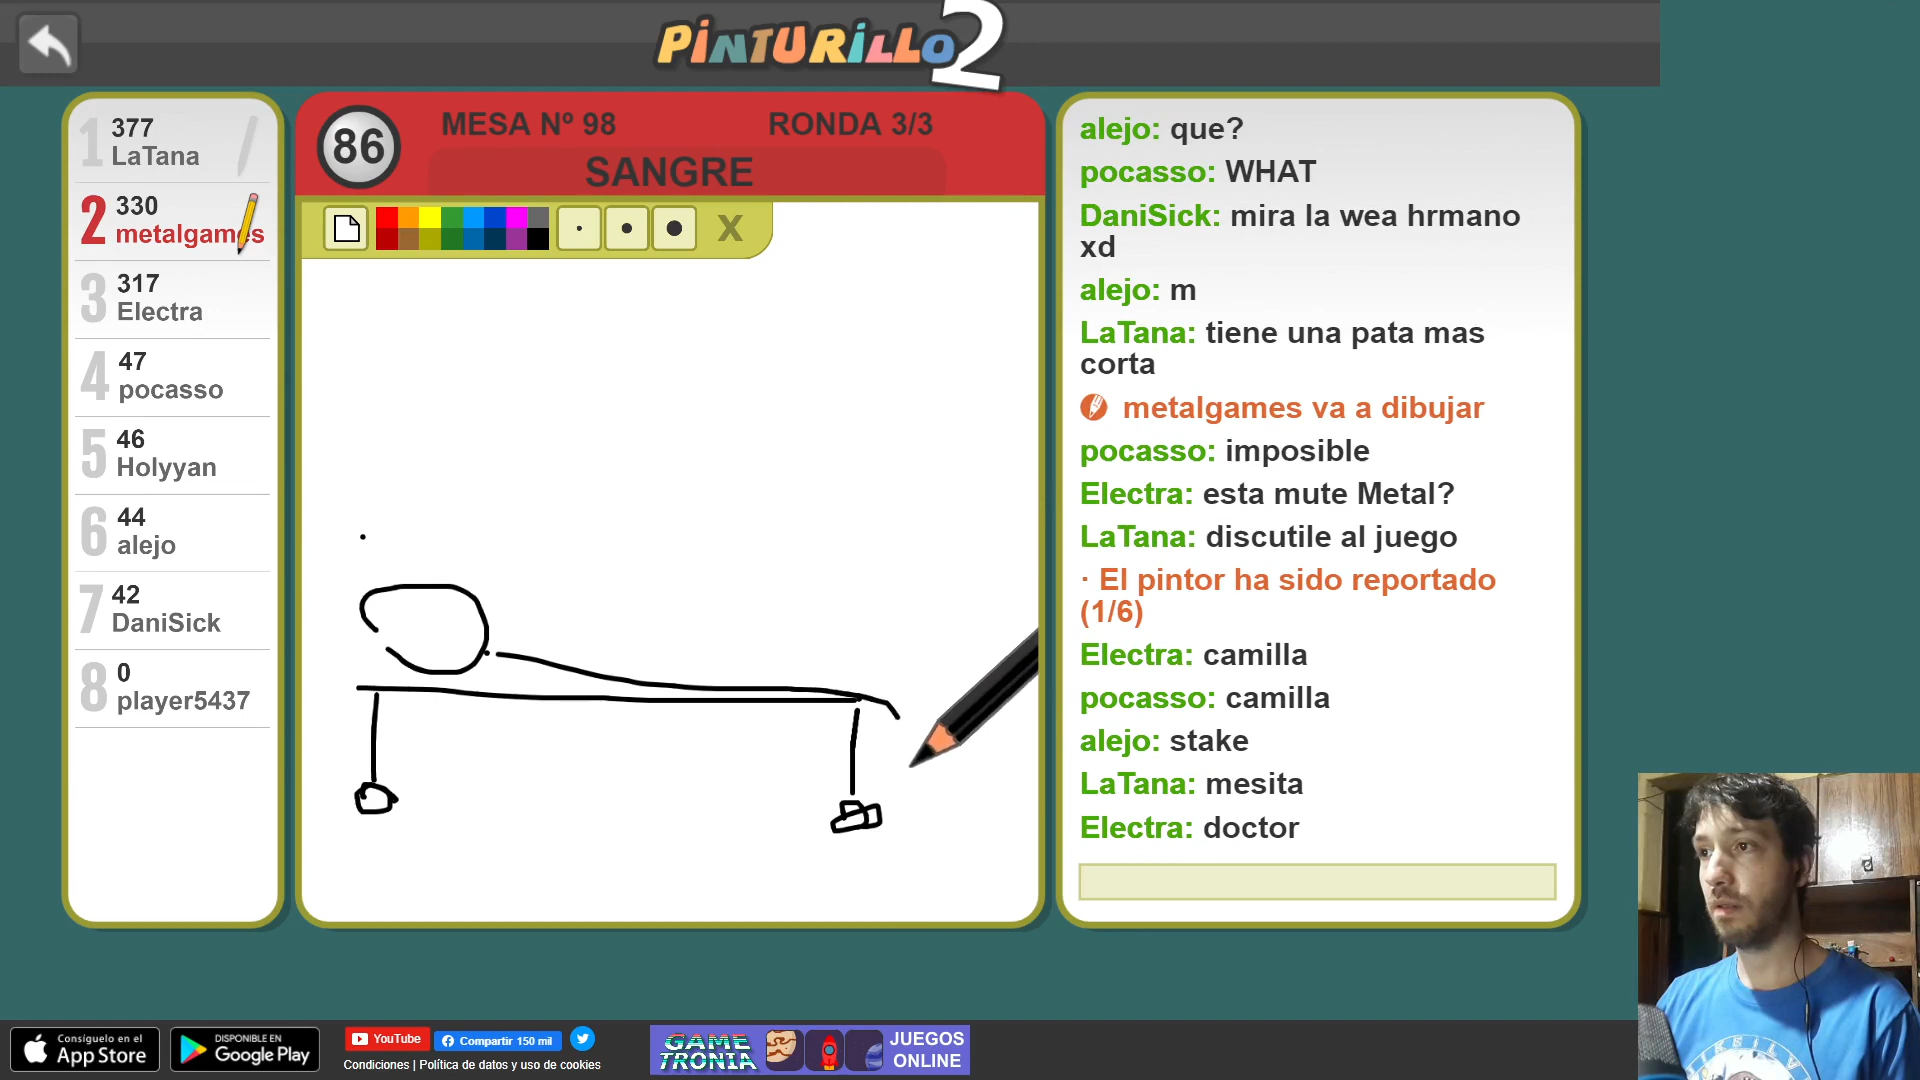 PINTURILLO 2
1 377 LaTana
2 330 metalgames
3 317 Electra
4 47 pocasso
5 46 Holyyan
6 44 alejo
7 42 DaniSick
8 0 player5437
86
MESA Nº 98
RONDA 3/3
SANGRE
X
alejo: que?
pocasso: WHAT
DaniSick: mira la wea hrmano
xd
alejo: m
LaTana: tiene una pata mas
corta
metalgames va a dibujar
pocasso: imposible
Electra: esta mute Metal?
LaTana: discutile al juego
· El pintor ha sido reportado
(1/6)
Electra: camilla
pocasso: camilla
alejo: stake
LaTana: mesita
Electra: doctor
Consíguelo en el
App Store
DISPONIBLE EN
Google Play
YouTube
Compartir 150 mil
Condiciones | Política de datos y uso de cookies
GAME
TRONIA
JUEGOS
ONLINE